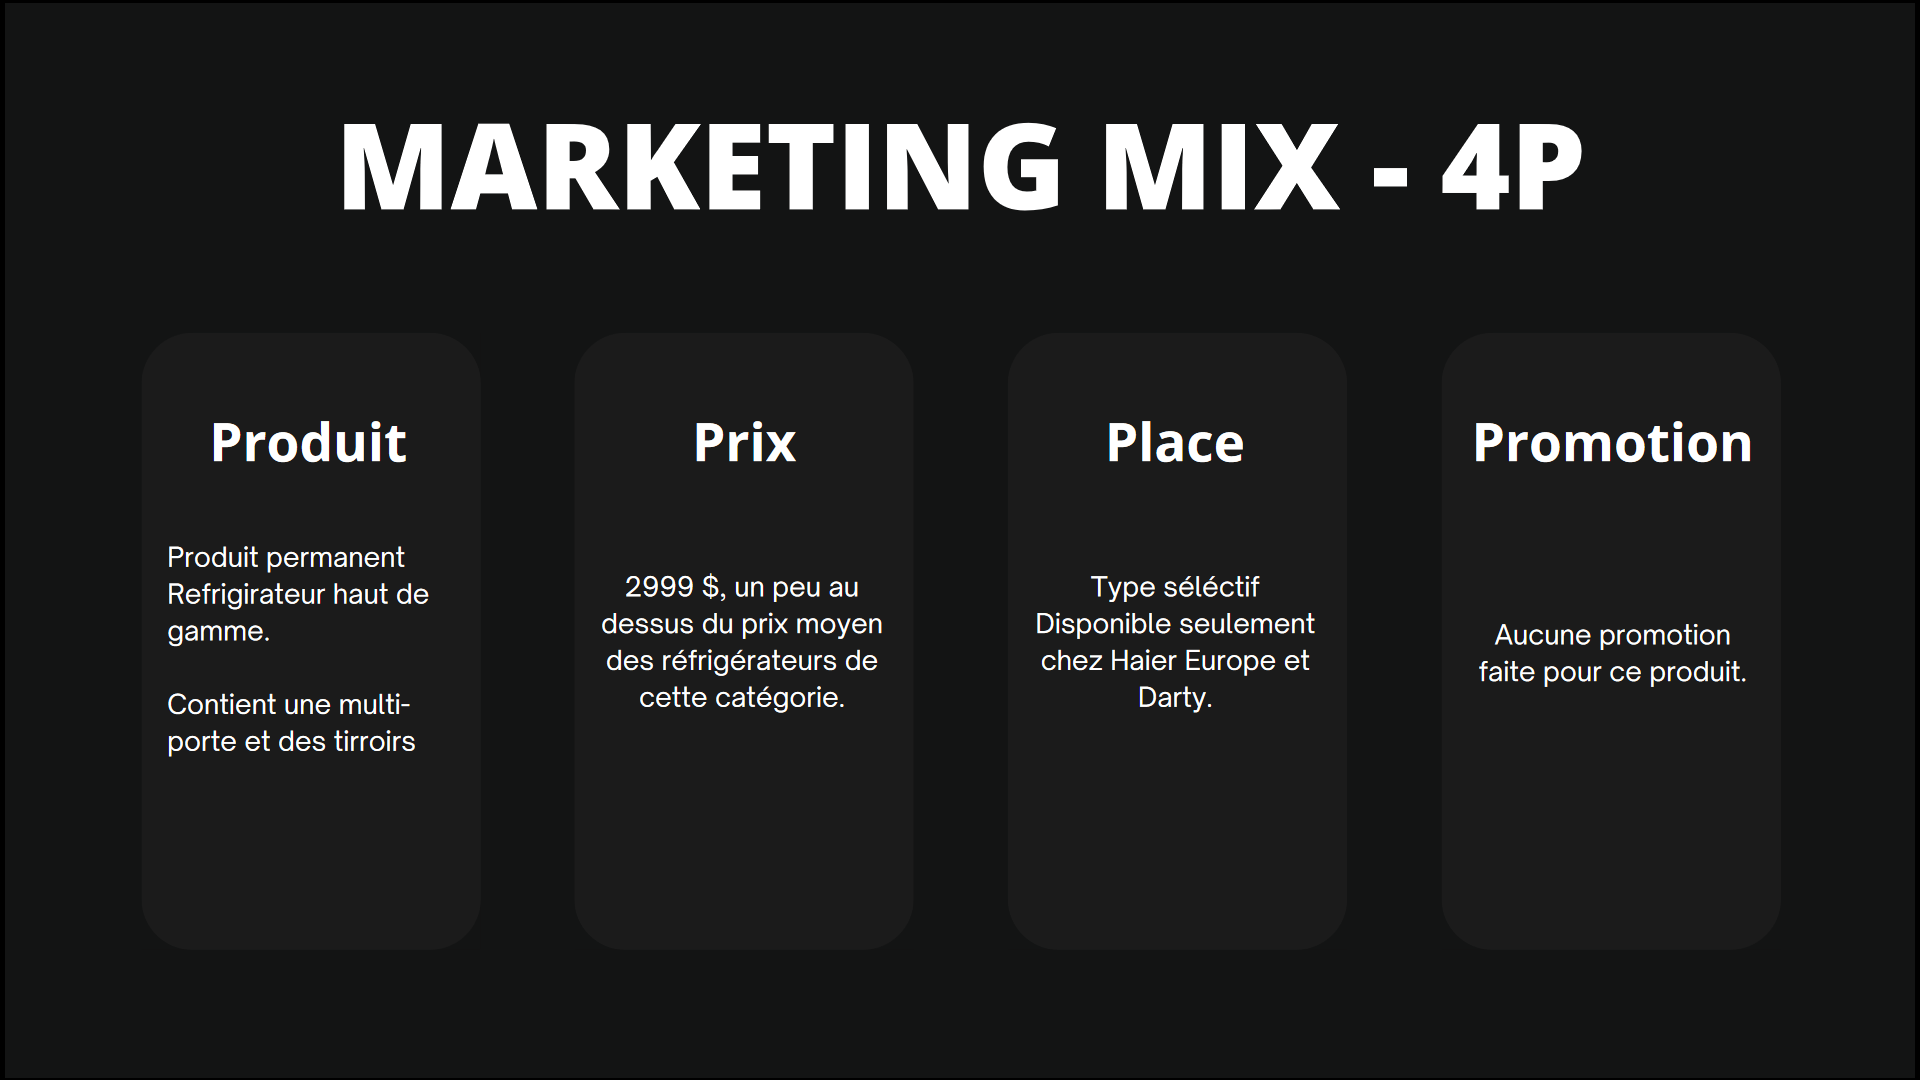 MARKETING MIX - 4P
Produit
Produit permanent
Refrigirateur haut de
gamme.
Contient une multi-
porte et des tirroirs
Prix
2999 $, un peu au
dessus du prix moyen
des réfrigérateurs de
cette catégorie.
Place
Type séléctif
Disponible seulement
chez Haier Europe et
Darty.
Promotion
Aucune promotion
faite pour ce produit.